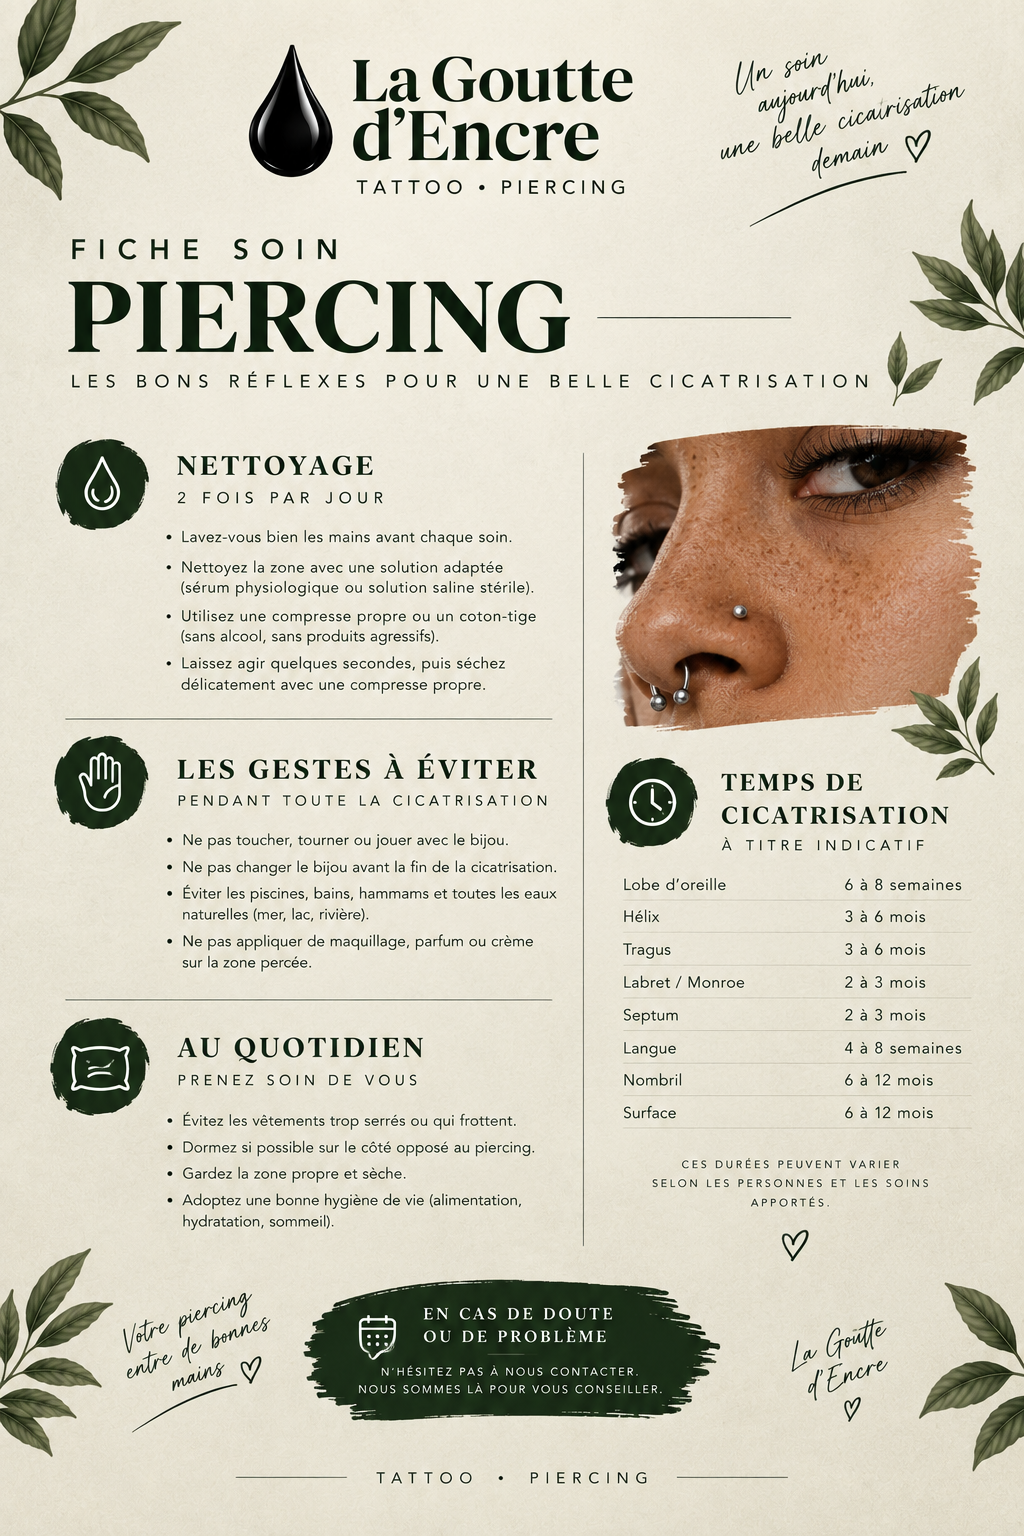 La Goutte
d'Encre
TATTOO • PIERCING
Un soin
aujourd'hui,
une belle cicatrisation
demain
FICHE SOIN
PIERCING
LES BONS RÉFLEXES POUR UNE BELLE CICATRISATION
NETTOYAGE
2 FOIS PAR JOUR
• Lavez-vous bien les mains avant chaque soin.
• Nettoyez la zone avec une solution adaptée
(sérum physiologique ou solution saline stérile).
• Utilisez une compresse propre ou un coton-tige
(sans alcool, sans produits agressifs).
• Laissez agir quelques secondes, puis séchez
délicatement avec une compresse propre.
LES GESTES À ÉVITER
PENDANT TOUTE LA CICATRISATION
• Ne pas toucher, tourner ou jouer avec le bijou.
• Ne pas changer le bijou avant la fin de la cicatrisation.
• Éviter les piscines, bains, hammams et toutes les eaux
naturelles (mer, lac, rivière).
• Ne pas appliquer de maquillage, parfum ou crème
sur la zone percée.
AU QUOTIDIEN
PRENEZ SOIN DE VOUS
• Évitez les vêtements trop serrés ou qui frottent.
• Dormez si possible sur le côté opposé au piercing.
• Gardez la zone propre et sèche.
• Adoptez une bonne hygiène de vie (alimentation,
hydratation, sommeil).
TEMPS DE
CICATRISATION
À TITRE INDICATIF
Lobe d'oreille 6 à 8 semaines
Hélix 3 à 6 mois
Tragus 3 à 6 mois
Labret / Monroe 2 à 3 mois
Septum 2 à 3 mois
Langue 4 à 8 semaines
Nombril 6 à 12 mois
Surface 6 à 12 mois
CES DURÉES PEUVENT VARIER
SELON LES PERSONNES ET LES SOINS
APPORTÉS.
Votre piercing
entre de bonnes
mains
EN CAS DE DOUTE
OU DE PROBLÈME
N'HÉSITEZ PAS À NOUS CONTACTER.
NOUS SOMMES LÀ POUR VOUS CONSEILLER.
La Goutte
d'Encre
TATTOO • PIERCING